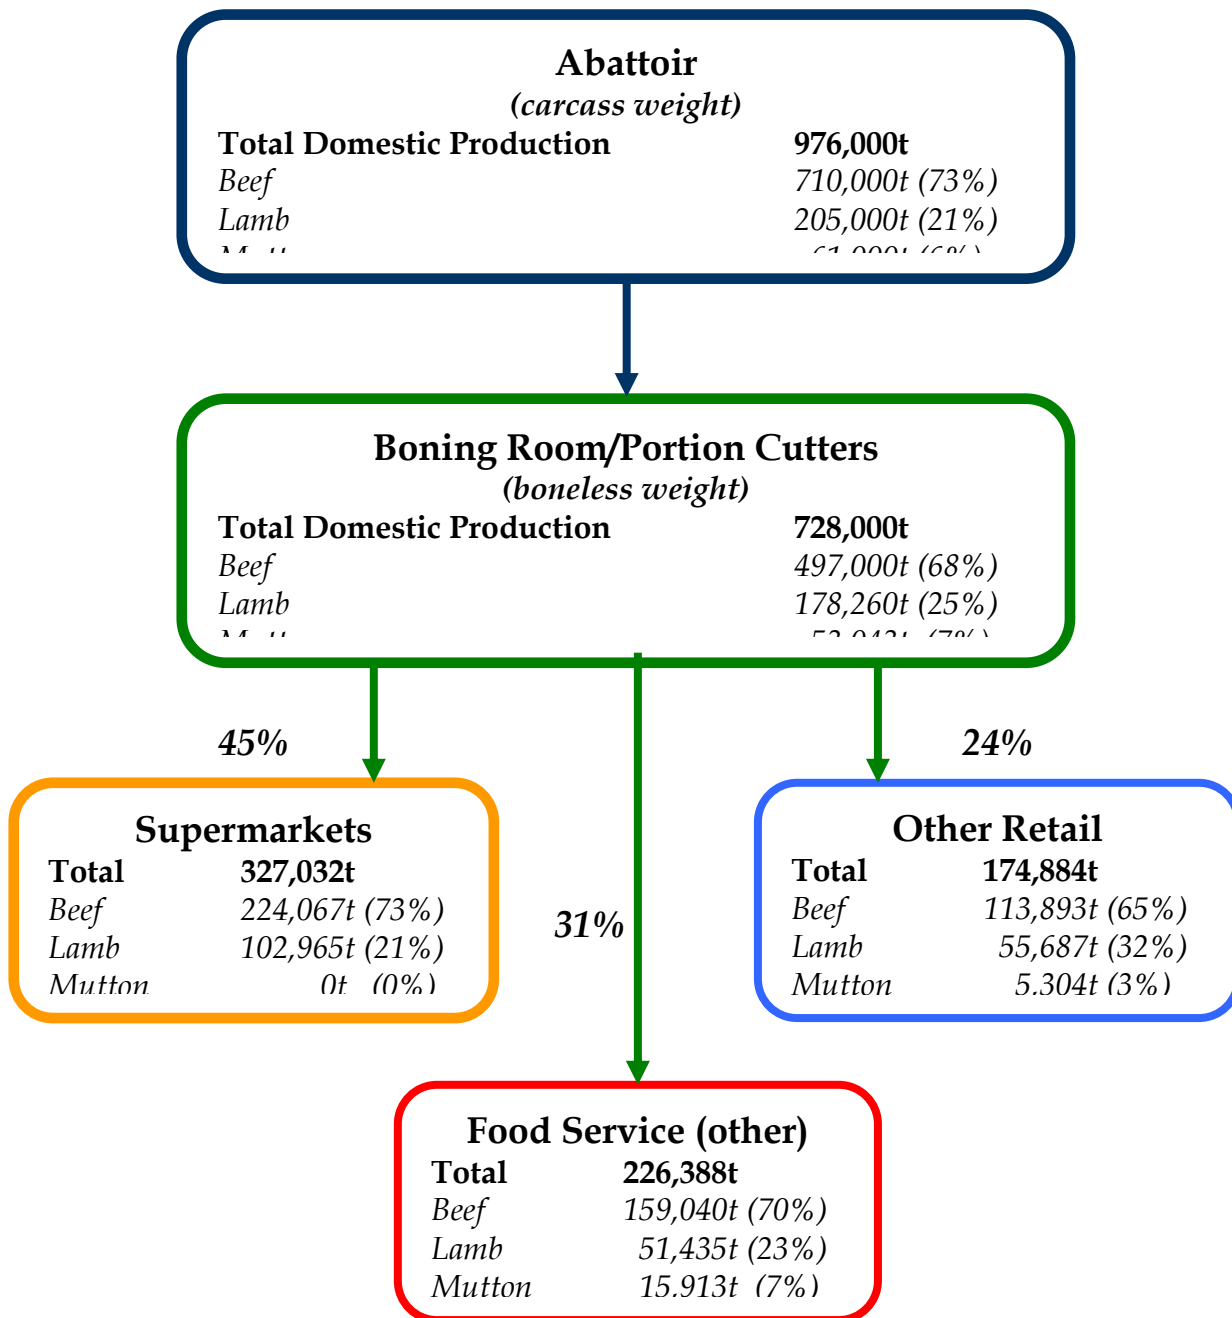 Abattoir
(carcass weight)
Total Domestic Production 976,000t
Beef 710,000t (73%)
Lamb 205,000t (21%)
Boning Room/Portion Cutters
(boneless weight)
Total Domestic Production 728,000t
Beef 497,000t (68%)
Lamb 178,260t (25%)
45%
24%
Supermarkets
Total 327,032t
Beef 224,067t (73%)
Lamb 102,965t (21%)
Mutton 0t (0%)
Other Retail
Total 174,884t
Beef 113,893t (65%)
Lamb 55,687t (32%)
Mutton 5,304t (3%)
31%
Food Service (other)
Total 226,388t
Beef 159,040t (70%)
Lamb 51,435t (23%)
Mutton 15,913t (7%)